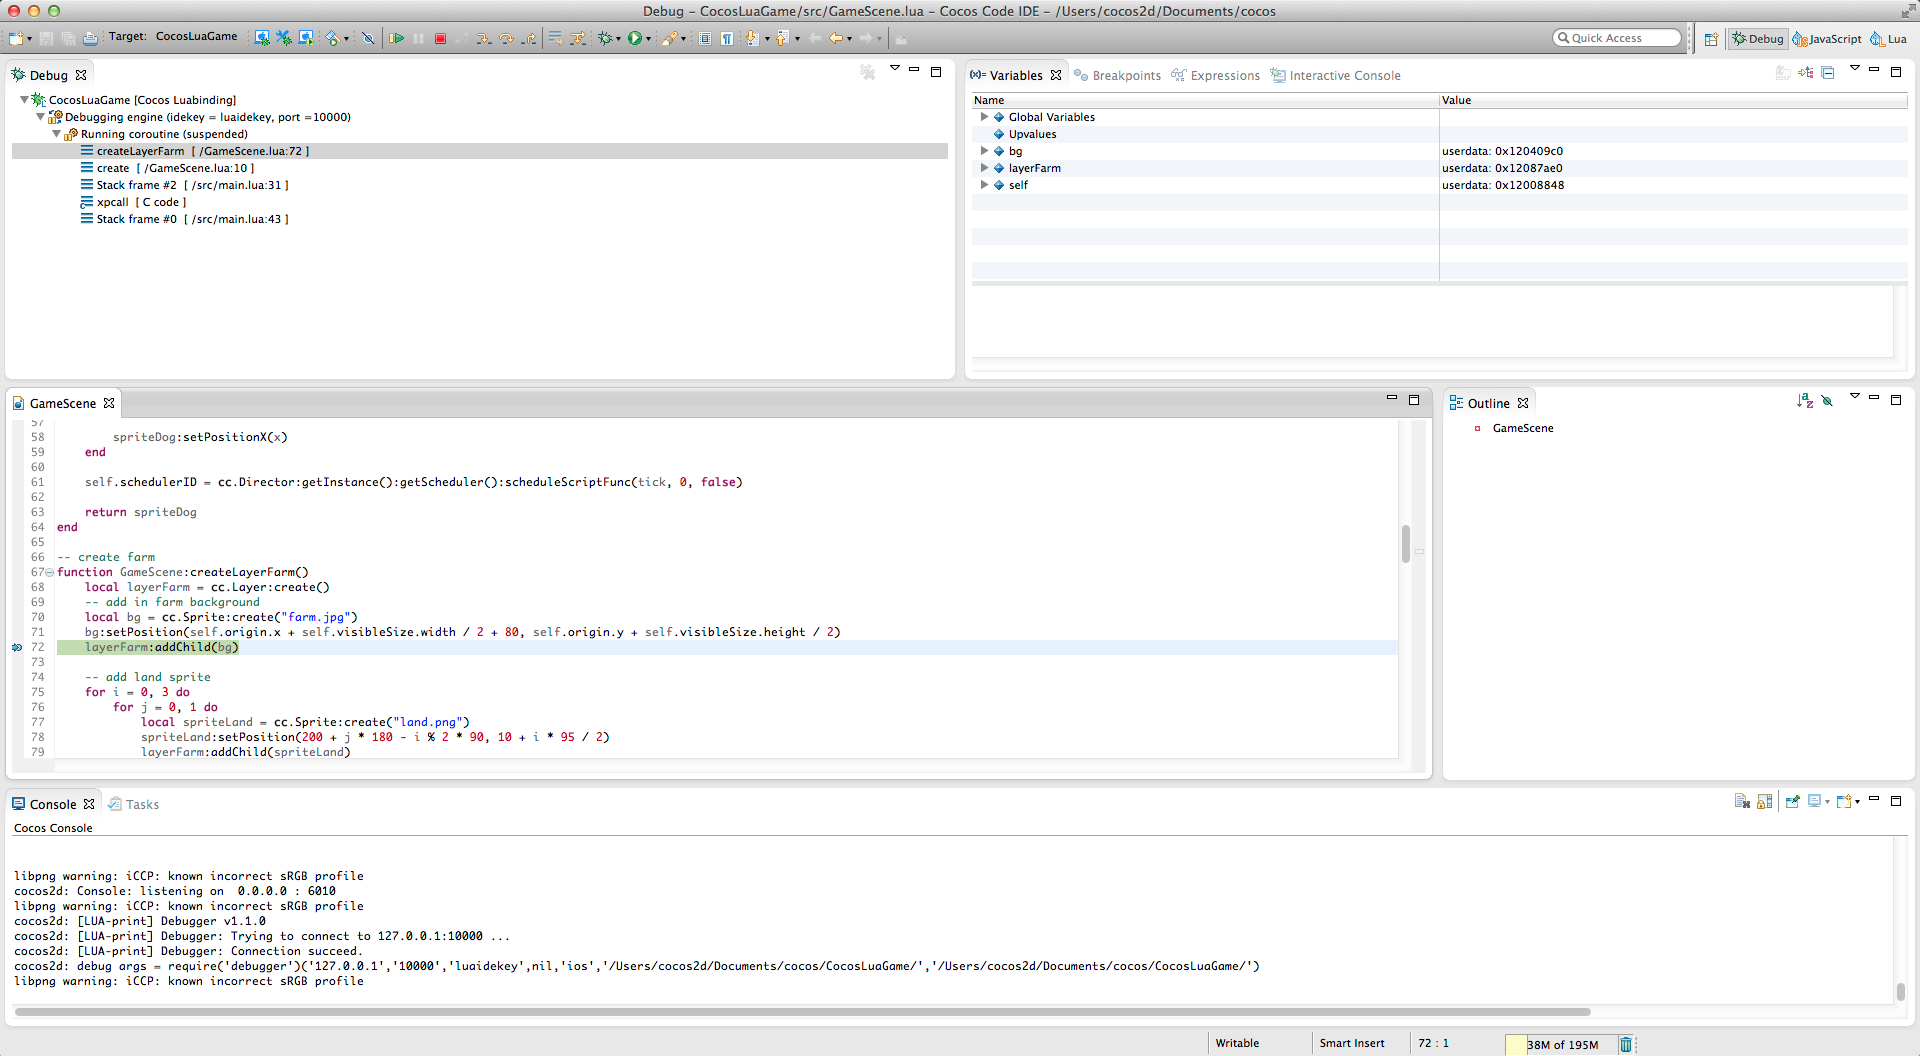 Debug – CocosLuaGame/src/GameScene.lua – Cocos Code IDE – /Users/cocos2d/Documents/cocos
Target: CocosLuaGame
Quick Access
Debug JavaScript Lua
Debug
CocosLuaGame [Cocos Luabinding]
Debugging engine (idekey = luaidekey, port =10000)
Running coroutine (suspended)
createLayerFarm [ /GameScene.lua:72 ]
create [ /GameScene.lua:10 ]
Stack frame #2 [ /src/main.lua:31 ]
xpcall [ C code ]
Stack frame #0 [ /src/main.lua:43 ]
(x)= Variables Breakpoints Expressions Interactive Console
Name Value
Global Variables
Upvalues
bg userdata: 0x120409c0
layerFarm userdata: 0x12087ae0
self userdata: 0x12008848
GameScene
57
58 spriteDog:setPositionX(x)
59 end
60
61 self.schedulerID = cc.Director:getInstance():getScheduler():scheduleScriptFunc(tick, 0, false)
62
63 return spriteDog
64 end
65
66 -- create farm
67 function GameScene:createLayerFarm()
68 local layerFarm = cc.Layer:create()
69 -- add in farm background
70 local bg = cc.Sprite:create("farm.jpg")
71 bg:setPosition(self.origin.x + self.visibleSize.width / 2 + 80, self.origin.y + self.visibleSize.height / 2)
72 layerFarm:addChild(bg)
73
74 -- add land sprite
75 for i = 0, 3 do
76 for j = 0, 1 do
77 local spriteLand = cc.Sprite:create("land.png")
78 spriteLand:setPosition(200 + j * 180 - i % 2 * 90, 10 + i * 95 / 2)
79 layerFarm:addChild(spriteLand)
Outline
GameScene
Console Tasks
Cocos Console
libpng warning: iCCP: known incorrect sRGB profile
cocos2d: Console: listening on  0.0.0.0 : 6010
libpng warning: iCCP: known incorrect sRGB profile
cocos2d: [LUA-print] Debugger v1.1.0
cocos2d: [LUA-print] Debugger: Trying to connect to 127.0.0.1:10000 ...
cocos2d: [LUA-print] Debugger: Connection succeed.
cocos2d: debug args = require('debugger')('127.0.0.1','10000','luaidekey',nil,'ios','/Users/cocos2d/Documents/cocos/CocosLuaGame/','/Users/cocos2d/Documents/cocos/CocosLuaGame/')
libpng warning: iCCP: known incorrect sRGB profile
Writable Smart Insert 72 : 1 38M of 195M